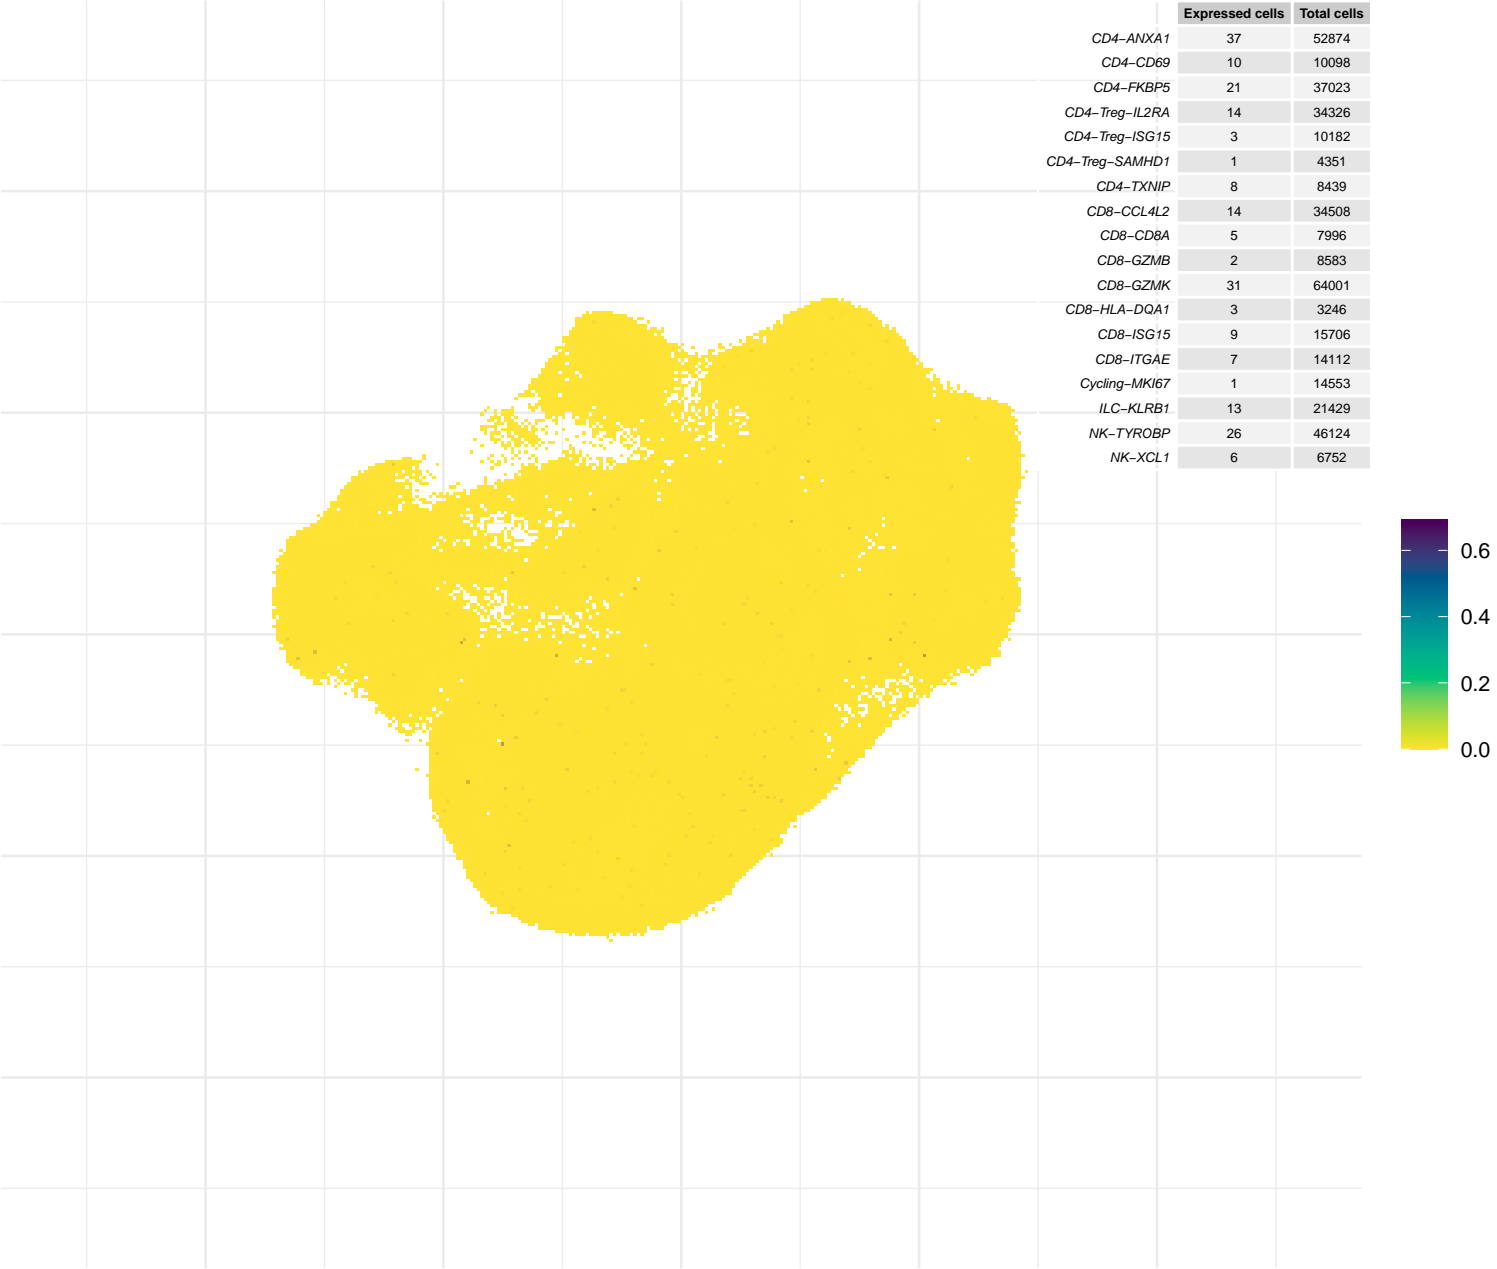 Expressed cells Total cells
CD4−ANXA1 37 52874
CD4−CD69 10 10098
CD4−FKBP5 21 37023
CD4−Treg−IL2RA 14 34326
CD4−Treg−ISG15 3 10182
CD4−Treg−SAMHD1 1 4351
CD4−TXNIP 8 8439
CD8−CCL4L2 14 34508
CD8−CD8A 5 7996
CD8−GZMB 2 8583
CD8−GZMK 31 64001
CD8−HLA−DQA1 3 3246
CD8−ISG15 9 15706
CD8−ITGAE 7 14112
Cycling−MKI67 1 14553
ILC−KLRB1 13 21429
NK−TYROBP 26 46124
NK−XCL1 6 6752
0.6
0.4
0.2
0.0